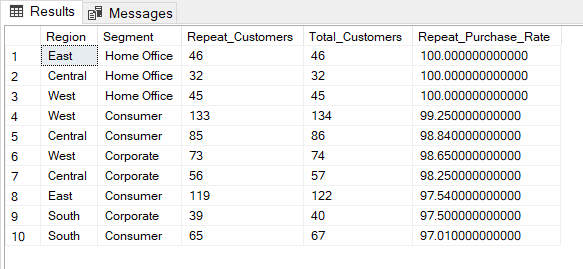 Results Messages
Region Segment Repeat_Customers Total_Customers Repeat_Purchase_Rate
1 East Home Office 46 46 100.000000000000
2 Central Home Office 32 32 100.000000000000
3 West Home Office 45 45 100.000000000000
4 West Consumer 133 134 99.250000000000
5 Central Consumer 85 86 98.840000000000
6 West Corporate 73 74 98.650000000000
7 Central Corporate 56 57 98.250000000000
8 East Consumer 119 122 97.540000000000
9 South Corporate 39 40 97.500000000000
10 South Consumer 65 67 97.010000000000